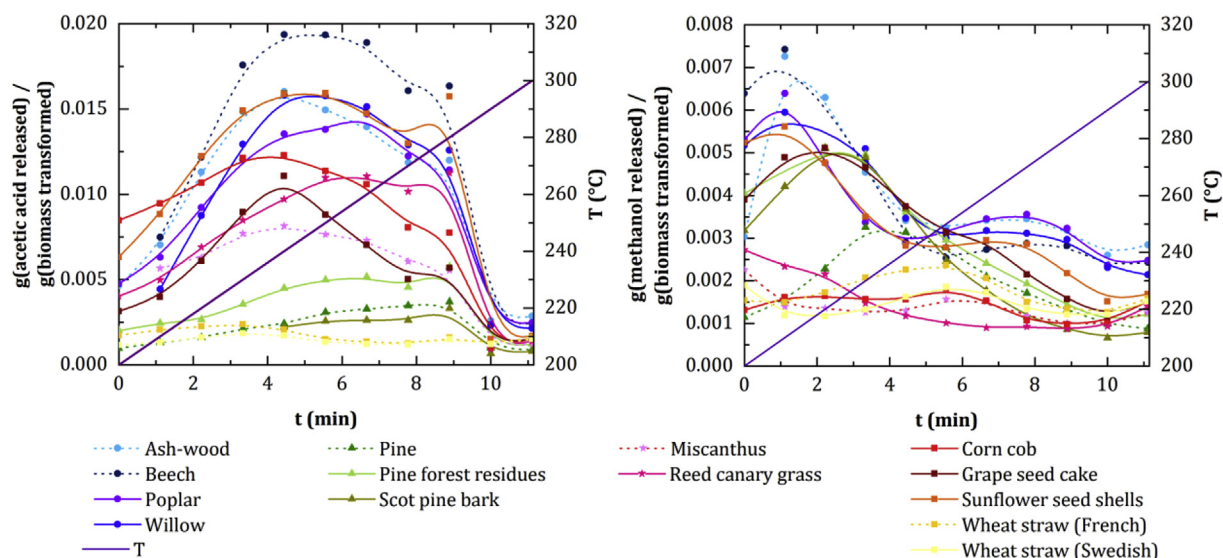 g(acetic acid released) /
g(biomass transformed)
0.020
0.015
0.010
0.005
0.000
0 2 4 6 8 10
t (min)
320
300
280
260
240
220
200
T (°C)
g(methanol released) /
g(biomass transformed)
0.008
0.007
0.006
0.005
0.004
0.003
0.002
0.001
0.000
0 2 4 6 8 10
t (min)
320
300
280
260
240
220
200
T (°C)
Ash-wood
Beech
Poplar
Willow
T
Pine
Pine forest residues
Scot pine bark
Miscanthus
Reed canary grass
Corn cob
Grape seed cake
Sunflower seed shells
Wheat straw (French)
Wheat straw (Swedish)